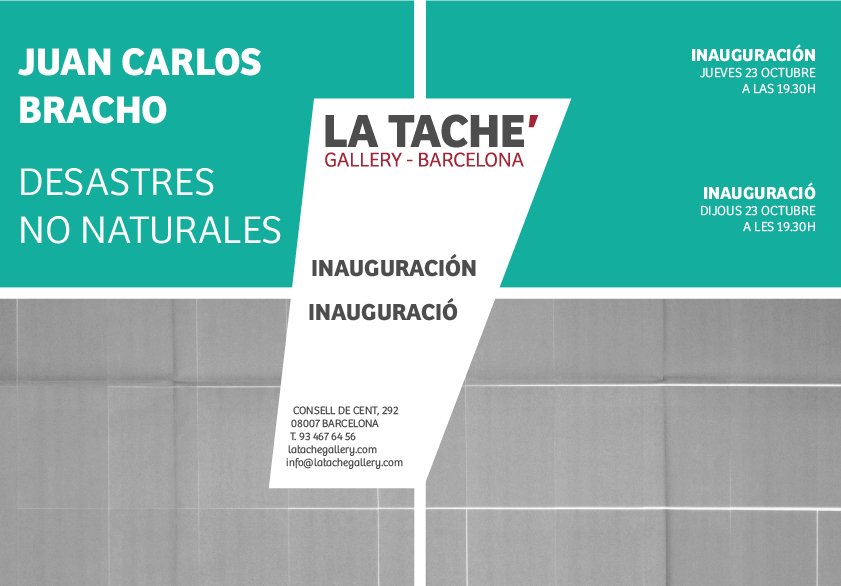 JUAN CARLOS
BRACHO
DESASTRES
NO NATURALES
LA TACHE'
GALLERY - BARCELONA
INAUGURACIÓN
INAUGURACIÓ
CONSELL DE CENT, 292
08007 BARCELONA
T. 93 467 64 56
latachegallery.com
info@latachegallery.com
INAUGURACIÓN
JUEVES 23 OCTUBRE
A LAS 19.30H
INAUGURACIÓ
DIJOUS 23 OCTUBRE
A LES 19.30H